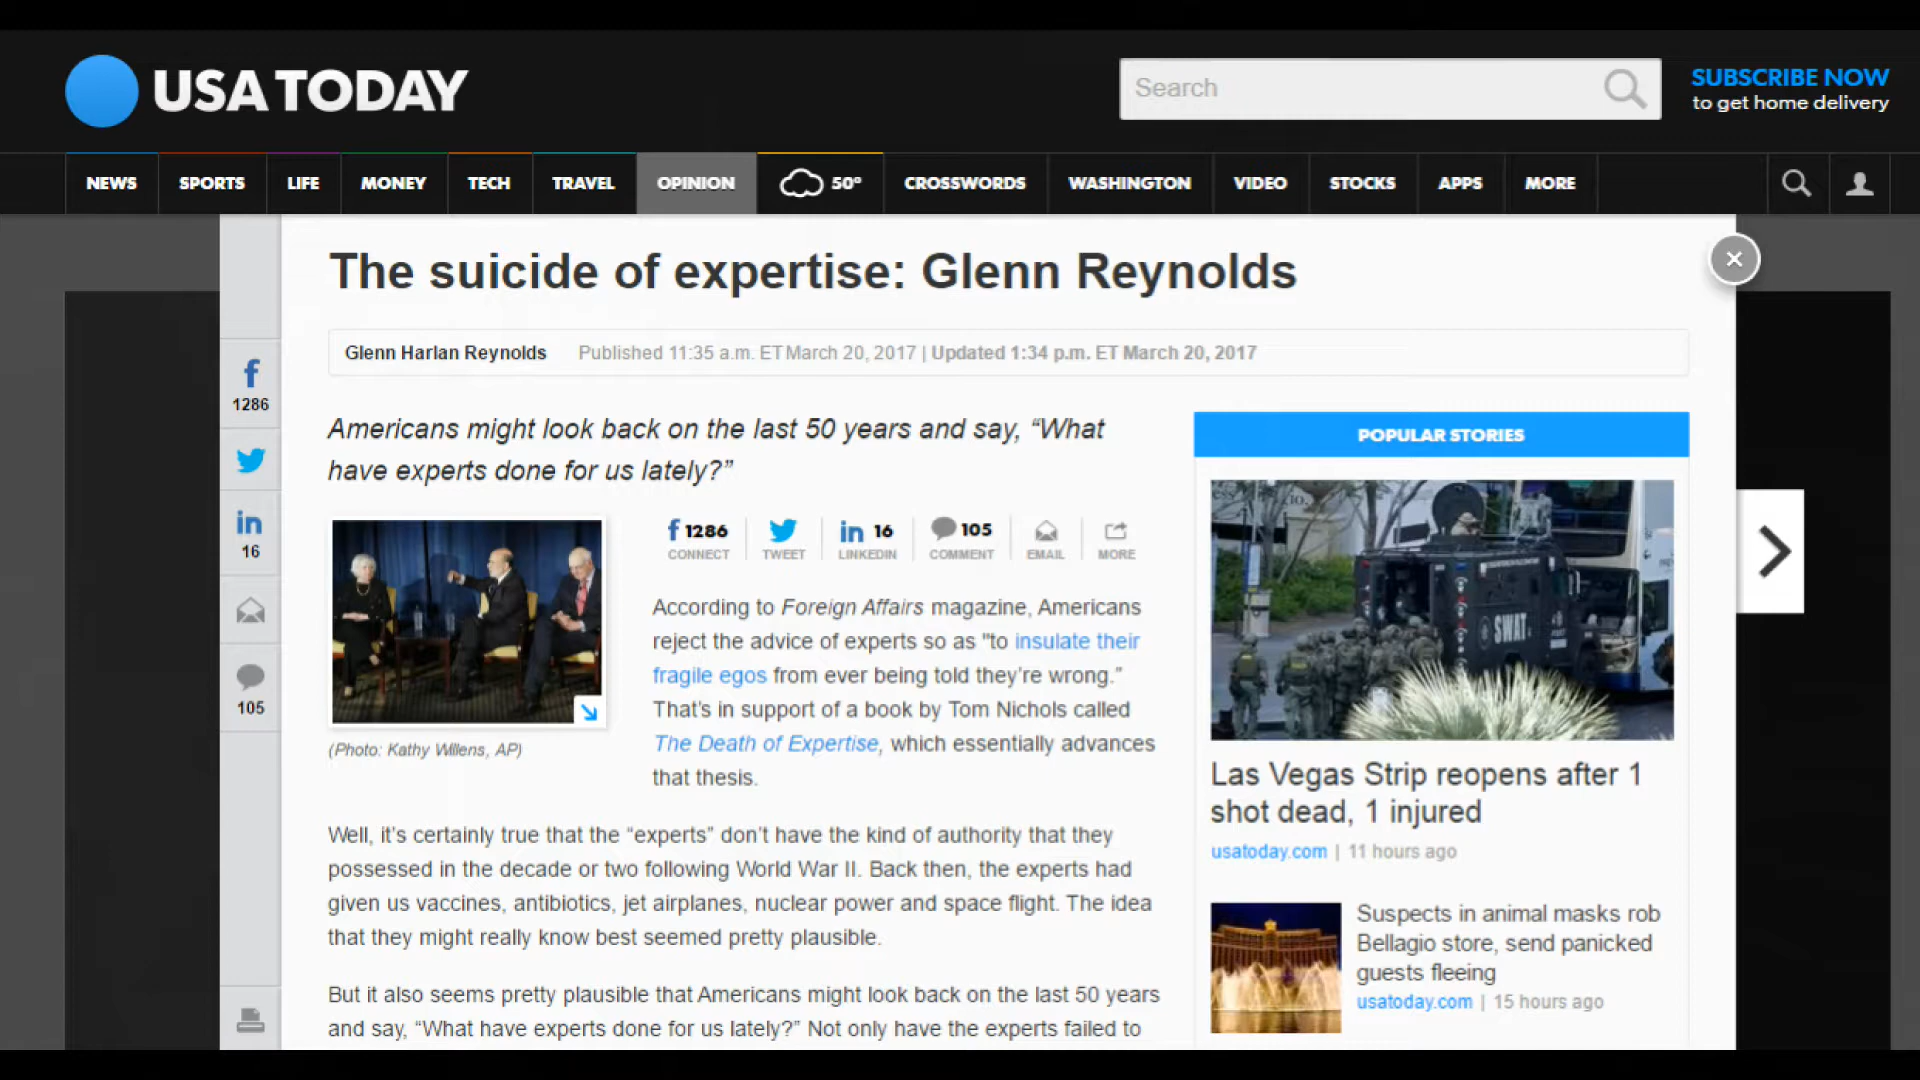 USA TODAY
Search
SUBSCRIBE NOW
to get home delivery
NEWS
SPORTS
LIFE
MONEY
TECH
TRAVEL
OPINION
50°
CROSSWORDS
WASHINGTON
VIDEO
STOCKS
APPS
MORE
The suicide of expertise: Glenn Reynolds
Glenn Harlan Reynolds Published 11:35 a.m. ET March 20, 2017 | Updated 1:34 p.m. ET March 20, 2017
f
1286
in
16
105
Americans might look back on the last 50 years and say, “What
have experts done for us lately?”
(Photo: Kathy Willens, AP)
f 1286
CONNECT
TWEET
in 16
LINKEDIN
105
COMMENT
EMAIL
MORE
According to Foreign Affairs magazine, Americans
reject the advice of experts so as "to insulate their
fragile egos from ever being told they’re wrong.”
That’s in support of a book by Tom Nichols called
The Death of Expertise, which essentially advances
that thesis.
Well, it’s certainly true that the “experts” don’t have the kind of authority that they
possessed in the decade or two following World War II. Back then, the experts had
given us vaccines, antibiotics, jet airplanes, nuclear power and space flight. The idea
that they might really know best seemed pretty plausible.
But it also seems pretty plausible that Americans might look back on the last 50 years
and say, “What have experts done for us lately?” Not only have the experts failed to
POPULAR STORIES
SWAT
Las Vegas Strip reopens after 1
shot dead, 1 injured
usatoday.com | 11 hours ago
Suspects in animal masks rob
Bellagio store, send panicked
guests fleeing
usatoday.com | 15 hours ago